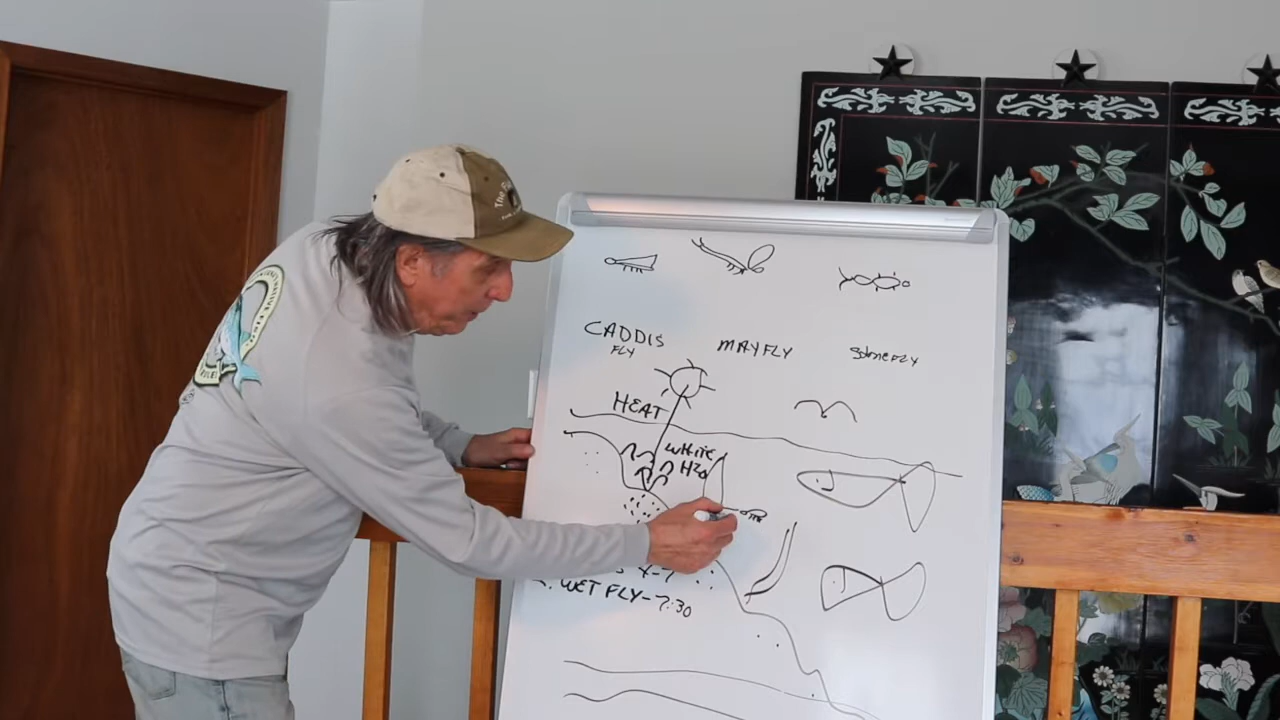 CADDIS
FLY
MAYFLY
StoneFLY
HEAT
WHITE
H2O
WET FLY-7:30